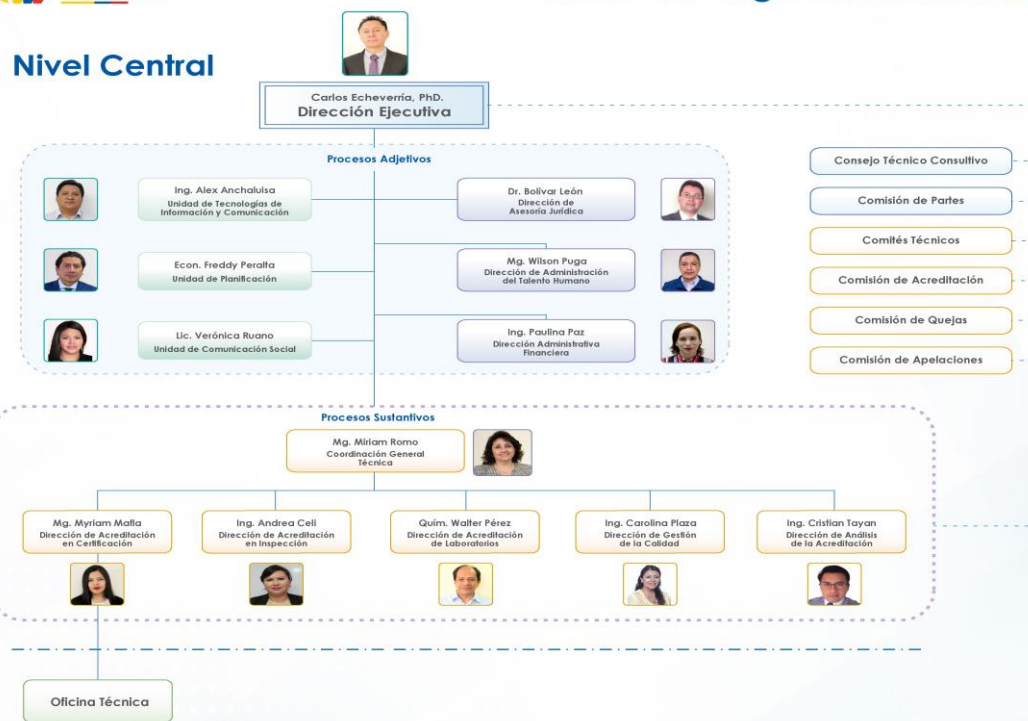 Nivel Central
Carlos Echeverría, PhD.
Dirección Ejecutiva
Procesos Adjetivos
Ing. Alex Anchaluisa
Unidad de Tecnologías de
Información y Comunicación
Dr. Bolívar León
Dirección de
Asesoría Jurídica
Econ. Freddy Peralta
Unidad de Planificación
Mg. Wilson Puga
Dirección de Administración
del Talento Humano
Lic. Verónica Ruano
Unidad de Comunicación Social
Ing. Paulina Paz
Dirección Administrativa
Financiera
Consejo Técnico Consultivo
Comisión de Partes
Comités Técnicos
Comisión de Acreditación
Comisión de Quejas
Comisión de Apelaciones
Procesos Sustantivos
Mg. Miriam Romo
Coordinación General
Técnica
Mg. Myriam Mafla
Dirección de Acreditación
en Certificación
Ing. Andrea Celi
Dirección de Acreditación
en Inspección
Quím. Walter Pérez
Dirección de Acreditación
de Laboratorios
Ing. Carolina Plaza
Dirección de Gestión
de la Calidad
Ing. Cristian Tayan
Dirección de Análisis
de la Acreditación
Oficina Técnica